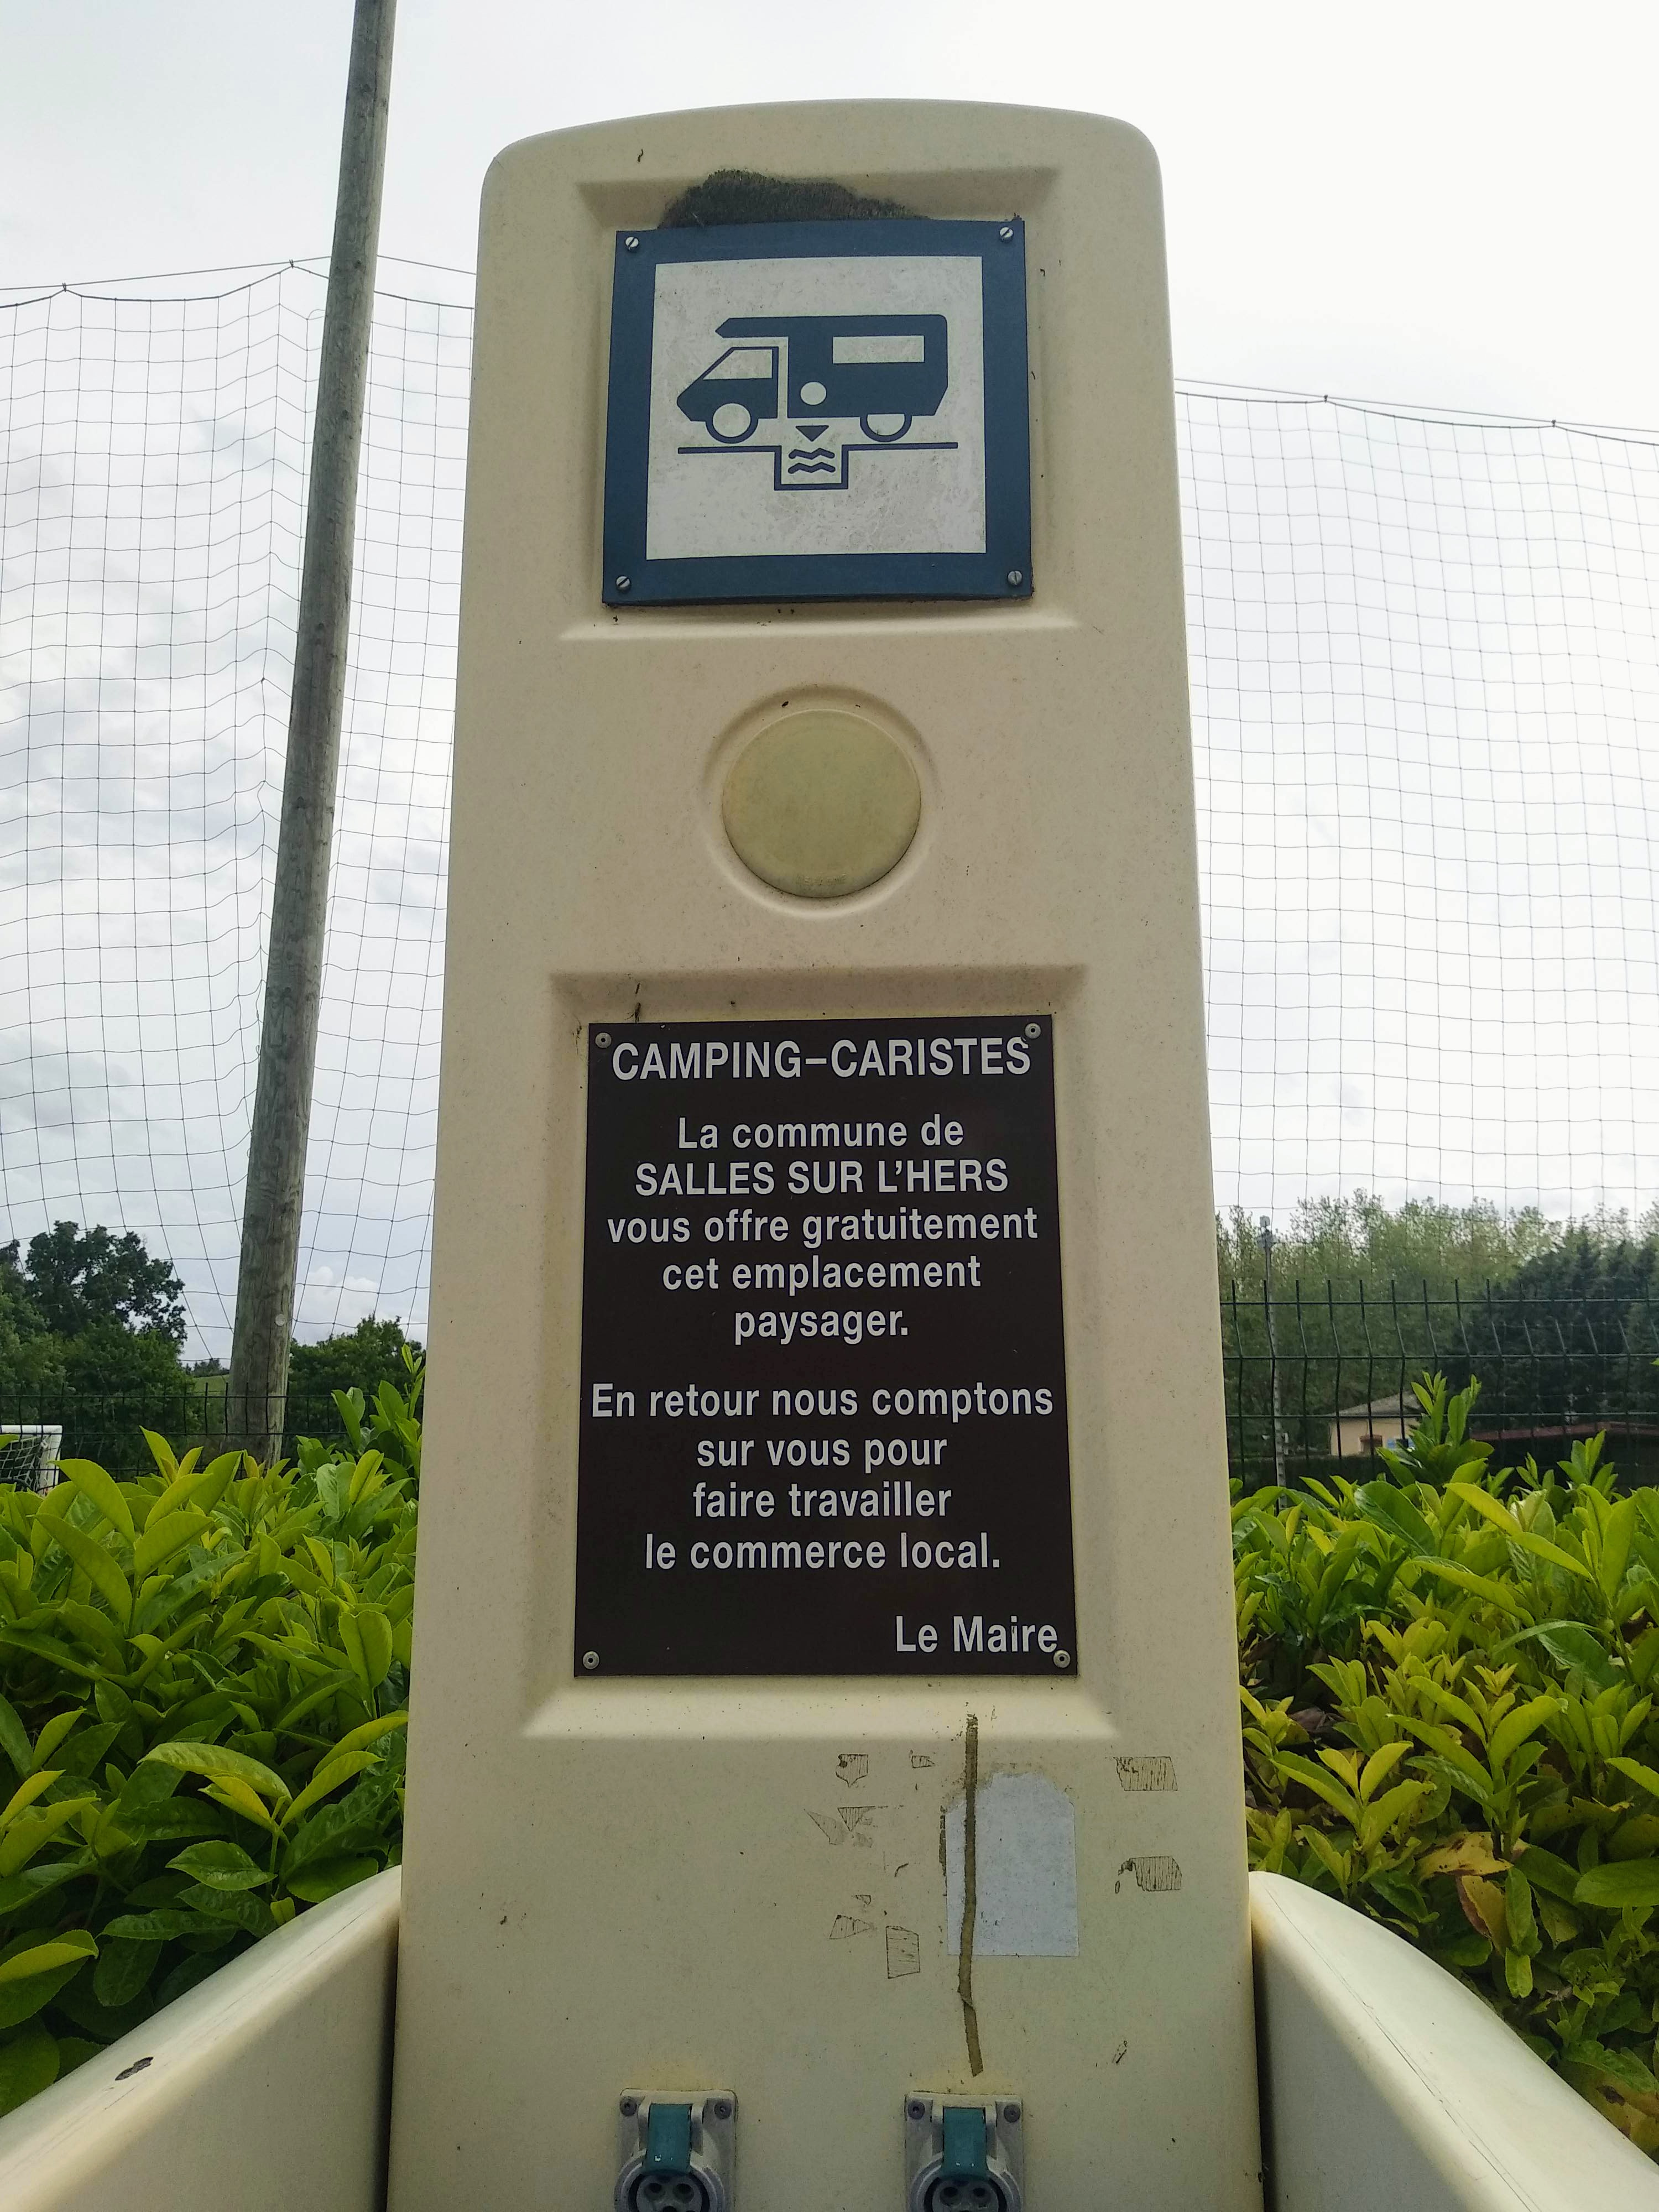 CAMPING–CARISTES
La commune de
SALLES SUR L'HERS
vous offre gratuitement
cet emplacement
paysager.
En retour nous comptons
sur vous pour
faire travailler
le commerce local.
Le Maire